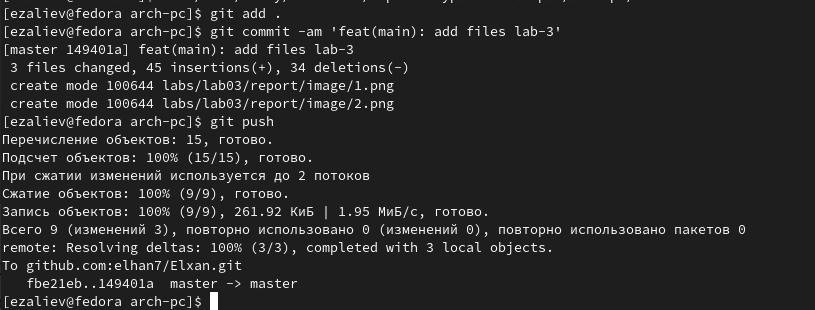 [ezaliev@fedora arch-pc]$ git add .
[ezaliev@fedora arch-pc]$ git commit -am 'feat(main): add files lab-3'
[master 149401a] feat(main): add files lab-3
 3 files changed, 45 insertions(+), 34 deletions(-)
 create mode 100644 labs/lab03/report/image/1.png
 create mode 100644 labs/lab03/report/image/2.png
[ezaliev@fedora arch-pc]$ git push
Перечисление объектов: 15, готово.
Подсчет объектов: 100% (15/15), готово.
При сжатии изменений используется до 2 потоков
Сжатие объектов: 100% (9/9), готово.
Запись объектов: 100% (9/9), 261.92 КиБ | 1.95 МиБ/с, готово.
Всего 9 (изменений 3), повторно использовано 0 (изменений 0), повторно использовано пакетов 0
remote: Resolving deltas: 100% (3/3), completed with 3 local objects.
To github.com:elhan7/Elxan.git
   fbe21eb..149401a  master -> master
[ezaliev@fedora arch-pc]$